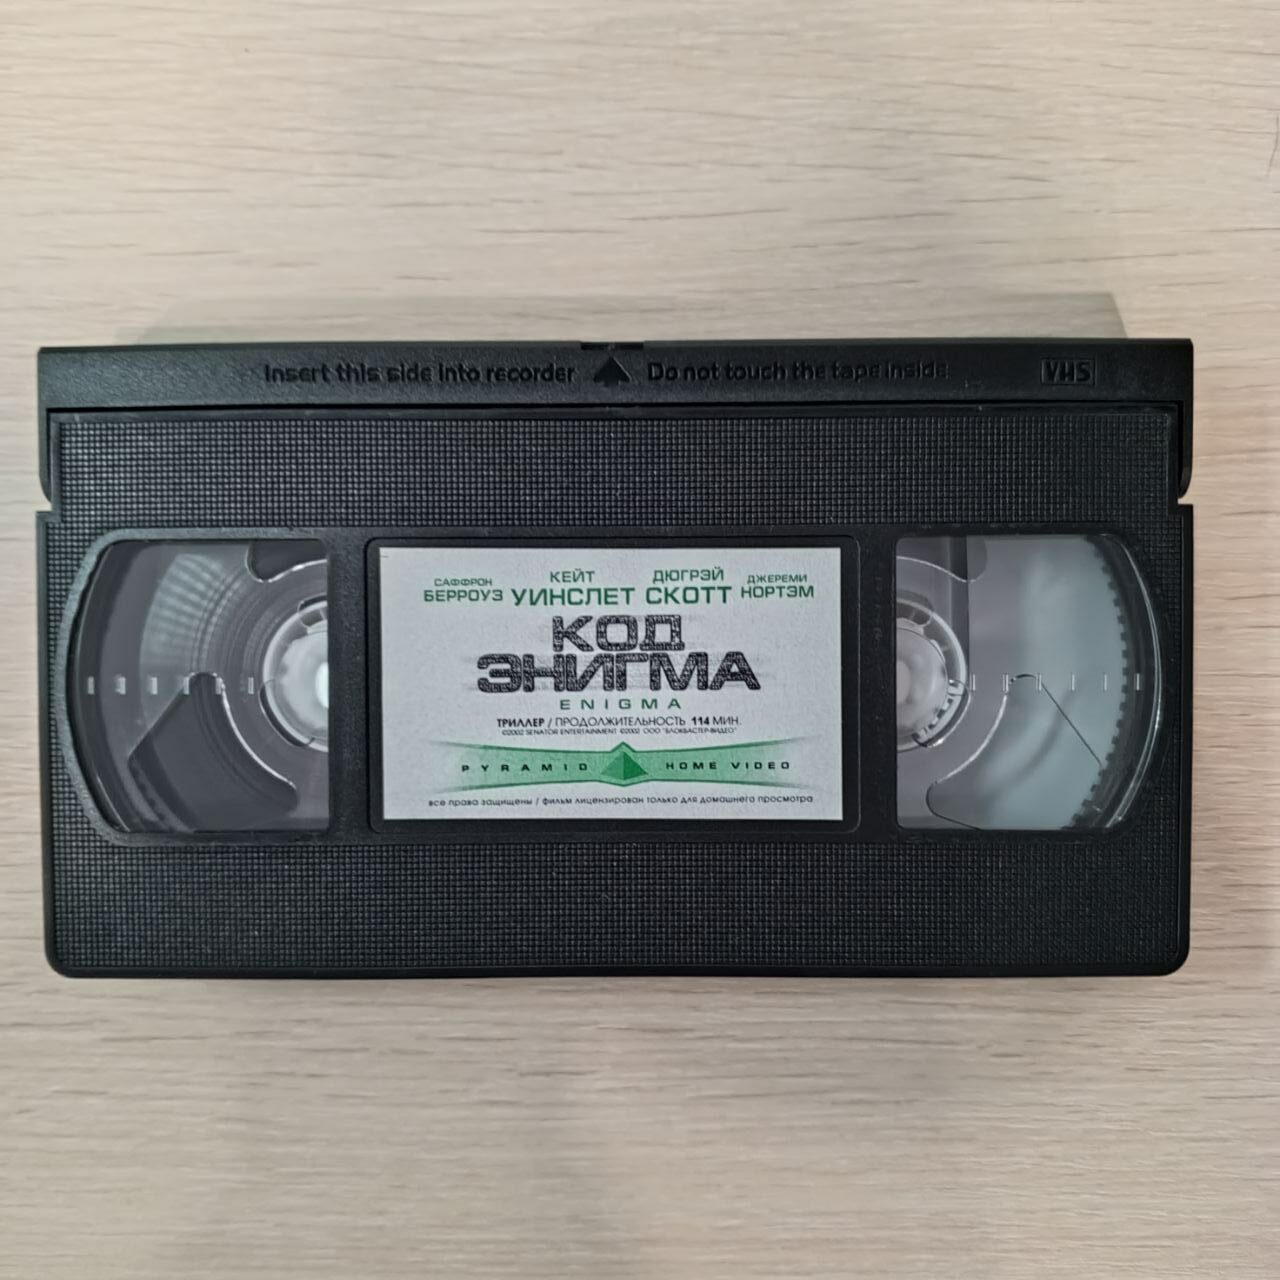 Insert this side into recorder Do not touch the tape inside VHS
САФФРОН КЕЙТ ДЮГРЭЙ ДЖЕРЕМИ
БЕРРОУЗ УИНСЛЕТ СКОТТ НОРТЭМ
КОД
ЭНИГМА
ENIGMA
ТРИЛЛЕР / ПРОДОЛЖИТЕЛЬНОСТЬ 114 МИН.
©2002 SENATOR ENTERTAINMENT ©2002 ООО "БЛОКБАСТЕР-ВИДЕО"
PYRAMID HOME VIDEO
все права защищены / фильм лицензирован только для домашнего просмотра